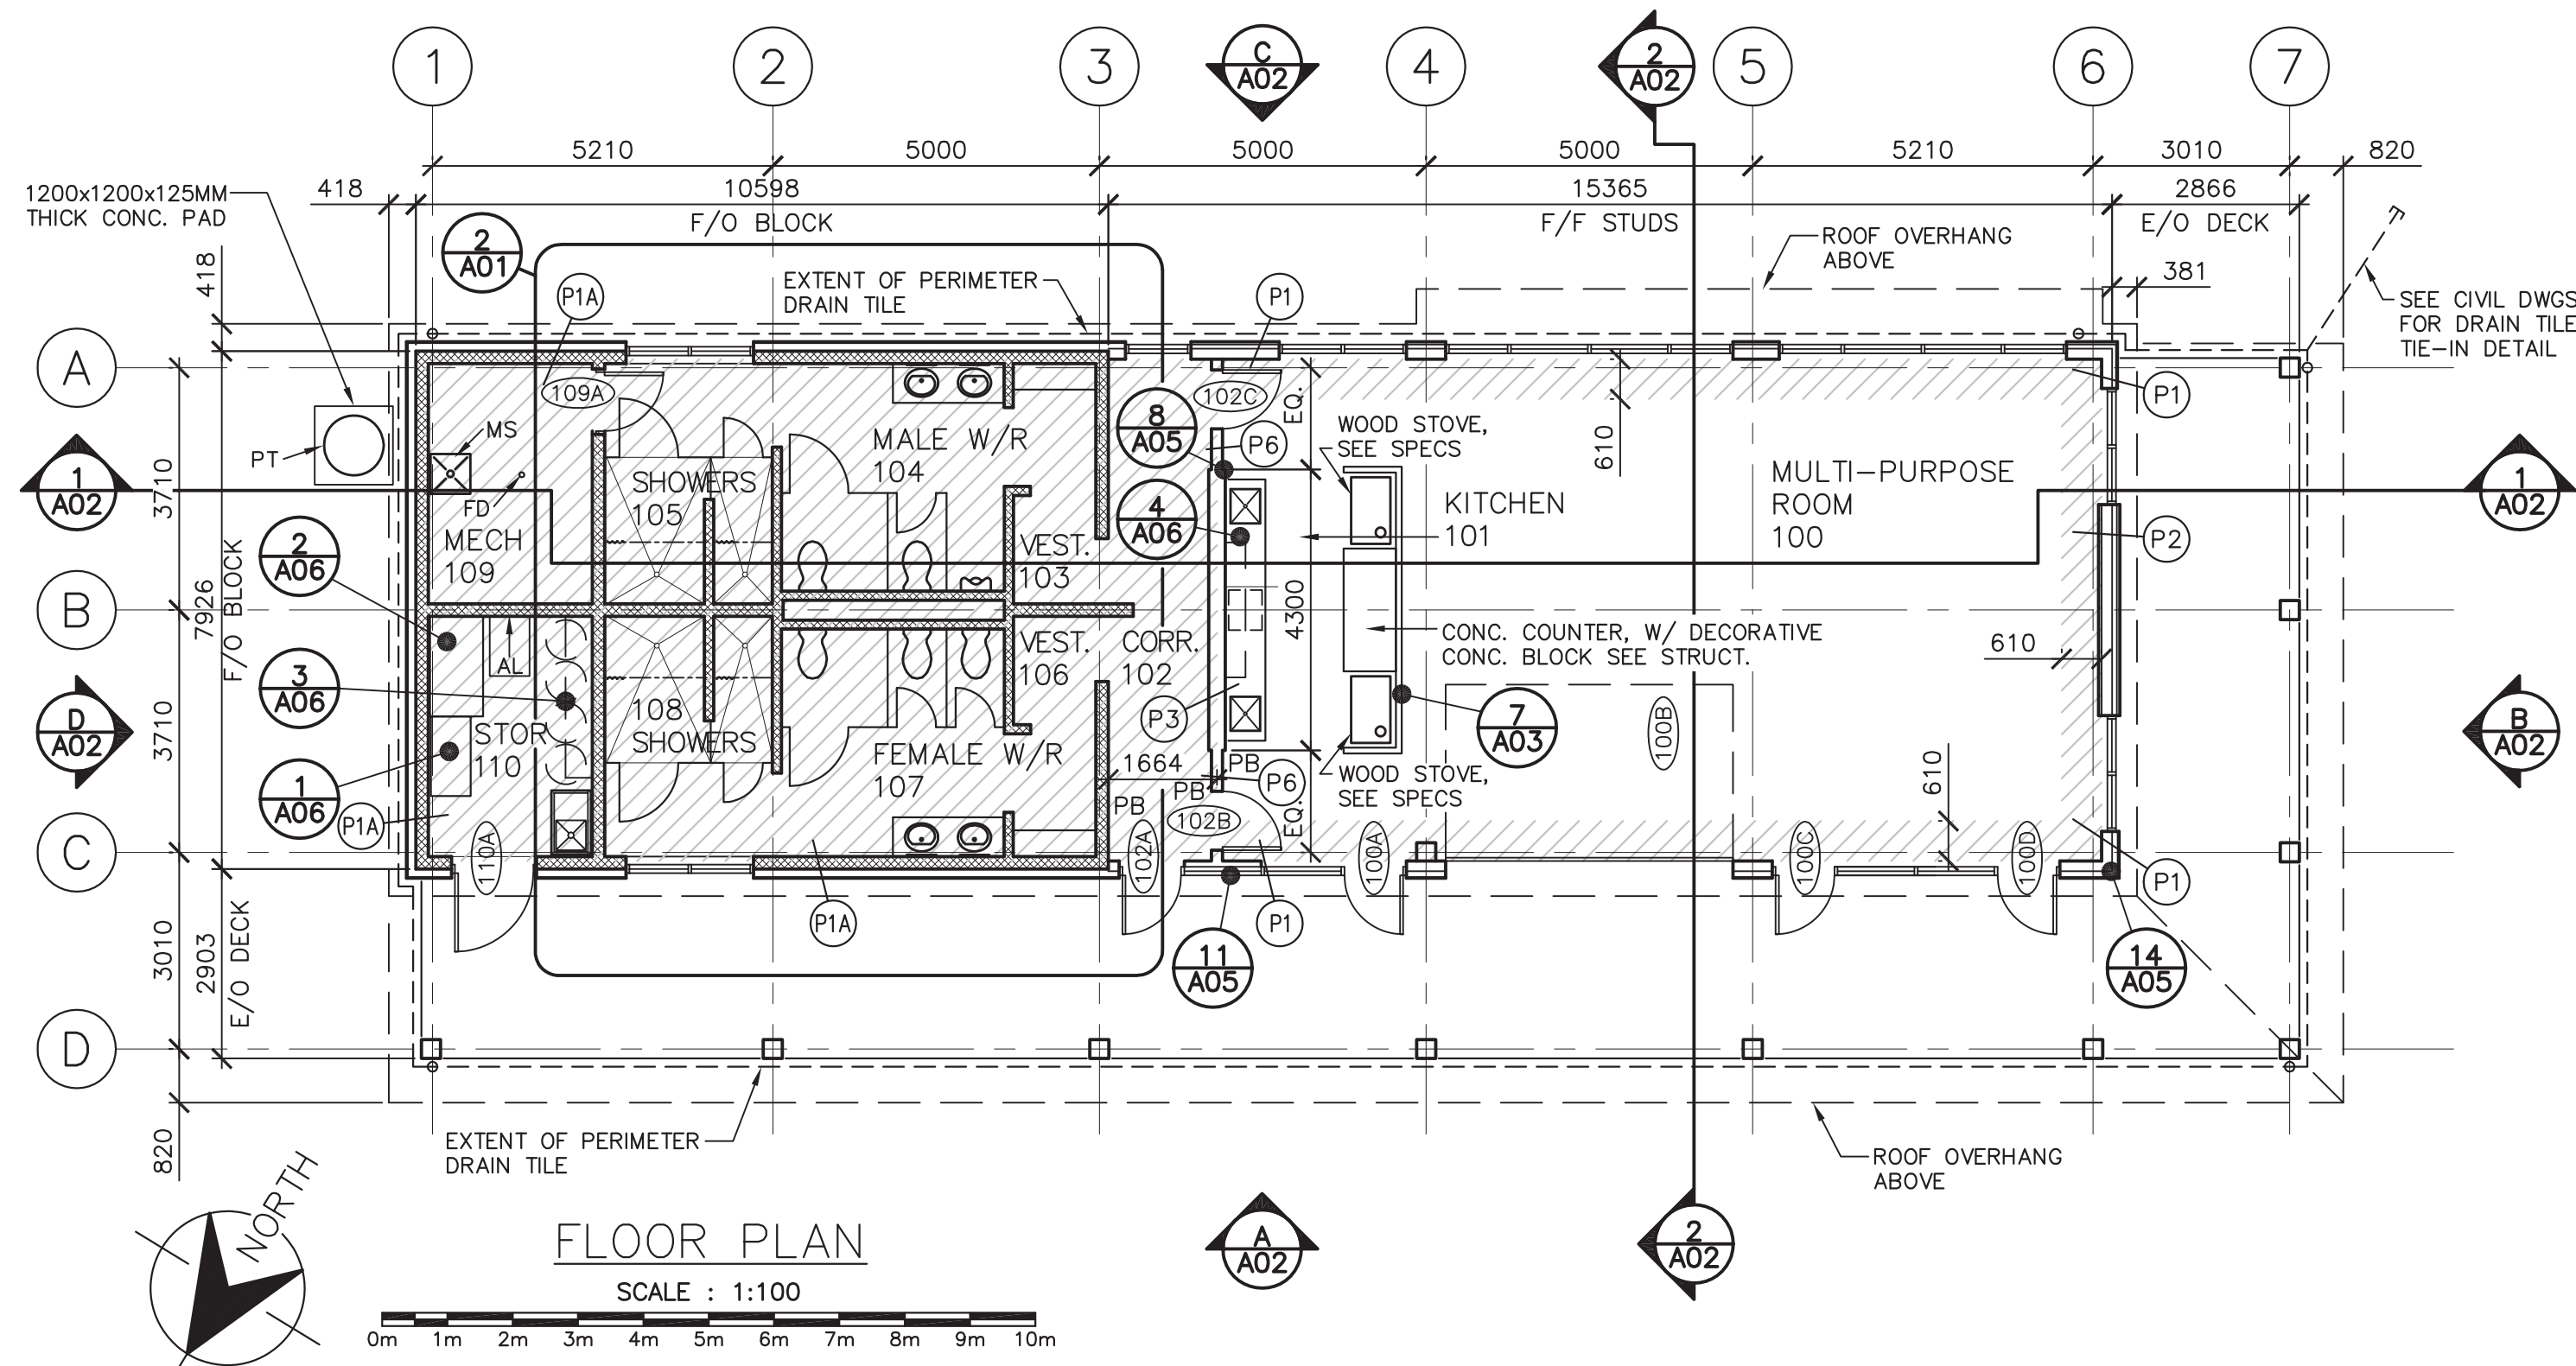 1
2
3
C
A02
4
2
A02
5
6
7
5210
5000
5000
5000
5210
3010
820
1200x1200x125MM
THICK CONC. PAD
418
10598
F/O BLOCK
15365
F/F STUDS
2866
E/O DECK
2
A01
418
P1A
EXTENT OF PERIMETER
DRAIN TILE
P1
ROOF OVERHANG
ABOVE
381
SEE CIVIL DWGS
FOR DRAIN TILE
TIE-IN DETAIL
A
109A
102C
EQ.
8
A05
P6
WOOD STOVE,
SEE SPECS
610
P1
MS
PT
FD
MALE W/R
104
SHOWERS
105
MULTI-PURPOSE
ROOM
100
KITCHEN
101
1
A02
3710
1
A02
MECH
109
4
A06
VEST.
103
P2
2
A06
7926
F/O BLOCK
B
4300
AL
VEST.
106
CORR.
102
CONC. COUNTER, W/ DECORATIVE
CONC. BLOCK SEE STRUCT.
610
3
A06
D
A02
3710
108
SHOWERS
P3
7
A03
100B
B
A02
STOR
110
FEMALE W/R
107
1664
PB
PB
PB
P6
WOOD STOVE,
SEE SPECS
610
1
A06
P1A
C
110A
102A
102B
EQ.
100A
100C
100D
P1
P1A
P1
3010
2903
E/O DECK
11
A05
14
A05
D
820
EXTENT OF PERIMETER
DRAIN TILE
ROOF OVERHANG
ABOVE
NORTH
FLOOR PLAN
SCALE : 1:100
A
A02
2
A02
0m 1m 2m 3m 4m 5m 6m 7m 8m 9m 10m